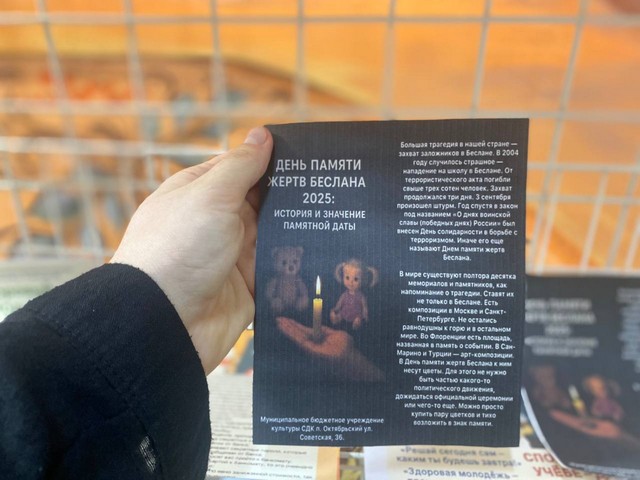 ДЕНЬ ПАМЯТИ
ЖЕРТВ БЕСЛАНА
2025:
ИСТОРИЯ И ЗНАЧЕНИЕ
ПАМЯТНОЙ ДАТЫ
Муниципальное бюджетное учреждение
культуры СДК п. Октябрьский ул.
Советская, 36.
Большая трагедия в нашей стране —
захват заложников в Беслане. В 2004
году случилось страшное —
нападение на школу в Беслане. От
террористического акта погибли
свыше трех сотен человек. Захват
продолжался три дня. 3 сентября
произошел штурм. Год спустя в закон
под названием «О днях воинской
славы (победных днях) России» был
внесен День солидарности в борьбе с
терроризмом. Иначе его еще
называют Днем памяти жертв
Беслана.
В мире существуют полтора десятка
мемориалов и памятников, как
напоминание о трагедии. Ставят их
не только в Беслане. Есть
композиции в Москве и Санкт-
Петербурге. Не остались
равнодушны к горю и в остальном
мире. Во Флоренции есть площадь,
названная в память о событии. В Сан-
Марино и Турции — арт-композиции.
В День памяти жертв Беслана к ним
несут цветы. Для этого не нужно
быть частью какого-то
политического движения,
дожидаться официальной церемонии
или чего-то еще. Можно просто
купить пару цветков и тихо
возложить в знак памяти.
ДЕНЬ ПАМЯТИ
ЖЕРТВ БЕСЛАНА
«Решай сегодня сам –
каким ты будешь завтра!»
«Здоровая молодёжь –
СПО
УЧЁБЕ